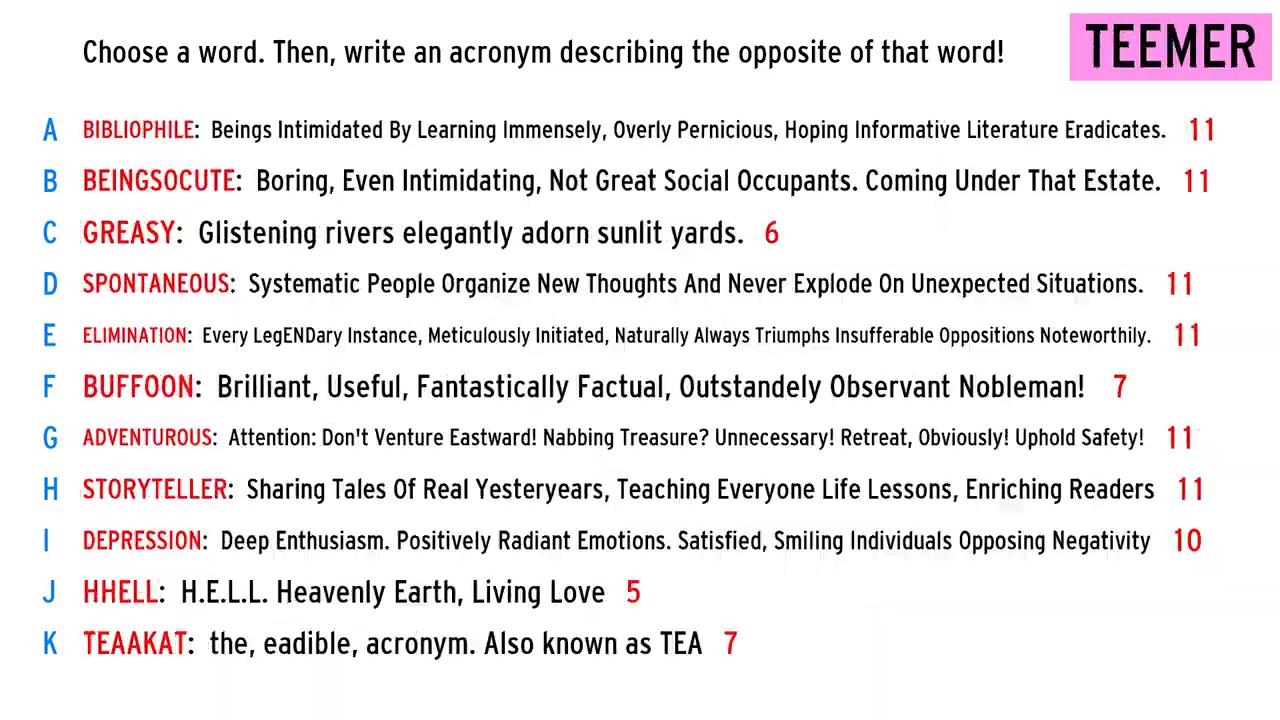 Choose a word. Then, write an acronym describing the opposite of that word!
TEEMER
A BIBLIOPHILE: Beings Intimidated By Learning Immensely, Overly Pernicious, Hoping Informative Literature Eradicates. 11
B BEINGSOCUTE: Boring, Even Intimidating, Not Great Social Occupants. Coming Under That Estate. 11
C GREASY: Glistening rivers elegantly adorn sunlit yards. 6
D SPONTANEOUS: Systematic People Organize New Thoughts And Never Explode On Unexpected Situations. 11
E ELIMINATION: Every LegENDary Instance, Meticulously Initiated, Naturally Always Triumphs Insufferable Oppositions Noteworthily. 11
F BUFFOON: Brilliant, Useful, Fantastically Factual, Outstandely Observant Nobleman! 7
G ADVENTUROUS: Attention: Don't Venture Eastward! Nabbing Treasure? Unnecessary! Retreat, Obviously! Uphold Safety! 11
H STORYTELLER: Sharing Tales Of Real Yesteryears, Teaching Everyone Life Lessons, Enriching Readers 11
I DEPRESSION: Deep Enthusiasm. Positively Radiant Emotions. Satisfied, Smiling Individuals Opposing Negativity 10
J HHELL: H.E.L.L. Heavenly Earth, Living Love 5
K TEAAKAT: the, eadible, acronym. Also known as TEA 7